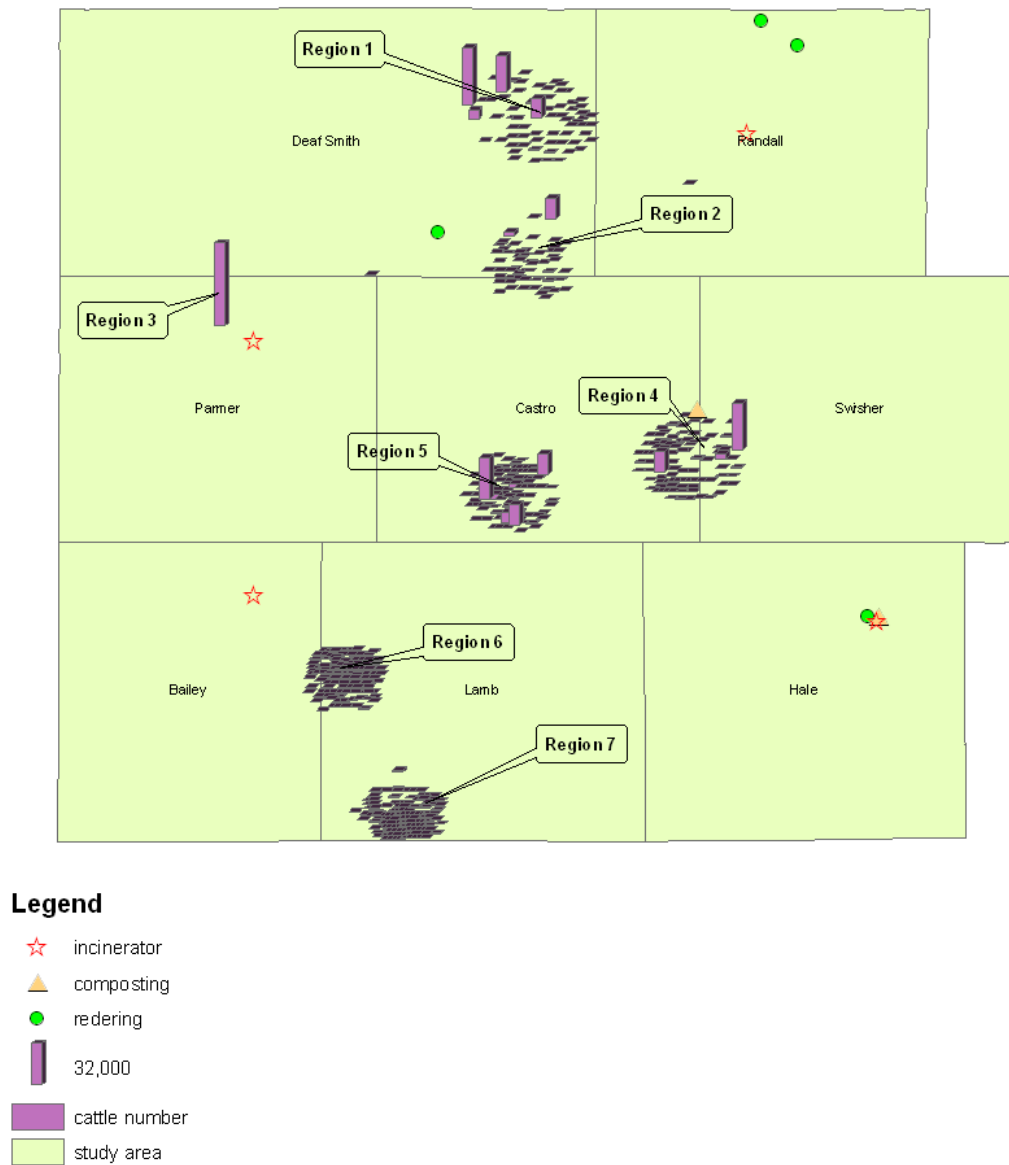 Region 1
Deaf Smith
Randall
Region 2
Region 3
Parmer
Castro
Region 4
Swisher
Region 5
Region 6
Bailey
Lamb
Hale
Region 7
Legend
incinerator
composting
redering
32,000
cattle number
study area